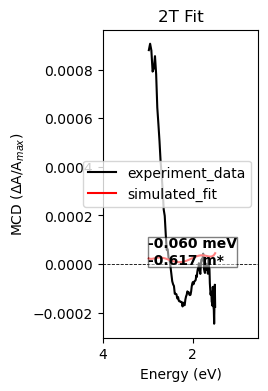 2T Fit
0.0008
0.0006
0.0004
0.0002
0.0000
−0.0002
MCD (ΔA/A_max)
experiment_data
simulated_fit
-0.060 meV
-0.617 m*
4
2
Energy (eV)